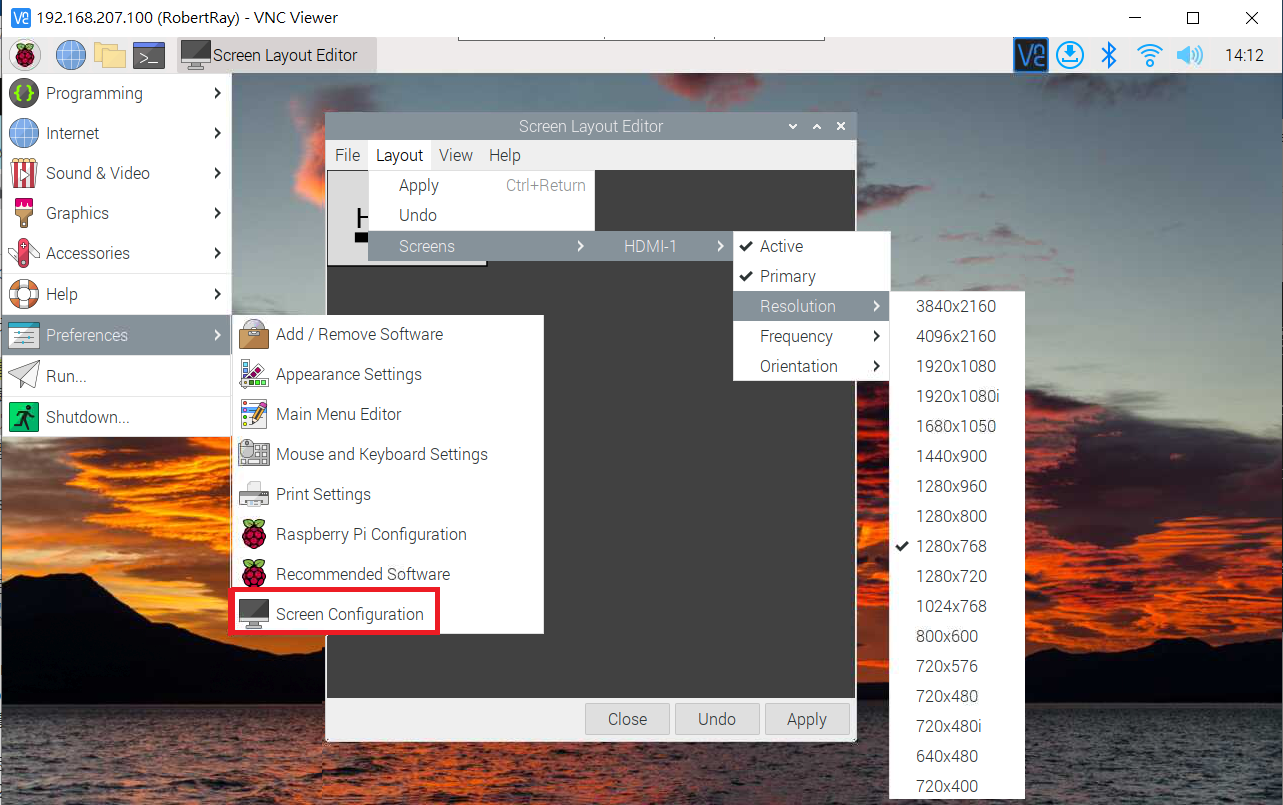 192.168.207.100 (RobertRay) - VNC Viewer
Screen Layout Editor
14:12
Programming
Internet
Sound & Video
Graphics
Accessories
Help
Preferences
Run...
Shutdown...
Add / Remove Software
Appearance Settings
Main Menu Editor
Mouse and Keyboard Settings
Print Settings
Raspberry Pi Configuration
Recommended Software
Screen Configuration
Screen Layout Editor
File Layout View Help
Apply Ctrl+Return
Undo
Screens
HDMI-1
Active
Primary
Resolution
Frequency
Orientation
3840x2160
4096x2160
1920x1080
1920x1080i
1680x1050
1440x900
1280x960
1280x800
1280x768
1280x720
1024x768
800x600
720x576
720x480
720x480i
640x480
720x400
Close Undo Apply